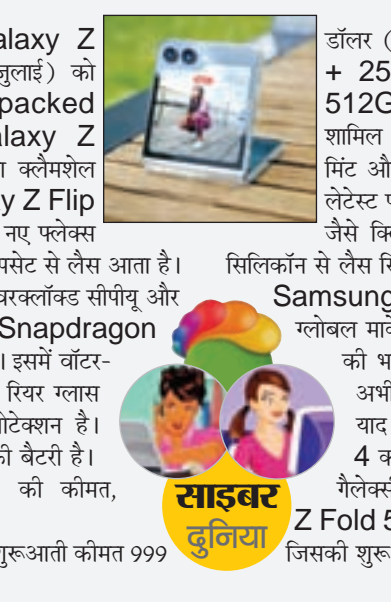 alaxy Z
जुलाई) को
packed
alaxy Z
क्लैमशेल
y Z Flip
नए फ्लेक्स
पसेट से लैस आता है।
वरक्लॉक्ड सीपीयू और
Snapdragon
। इसमें वॉटर-
रियर ग्लास
ोटेक्शन है।
की बैटरी है।
की कीमत,
शुरूआती कीमत 999
साइबर
दुनिया
डॉलर (
+ 25
512G
शामिल
मिंट औ
लेटेस्ट
जैसे
सिलिकॉन से लैस
Samsung
ग्लोबल मा
की भ
अभी
याद
4 क
गैलेक्सी
Z Fold 5
जिसकी शुरू